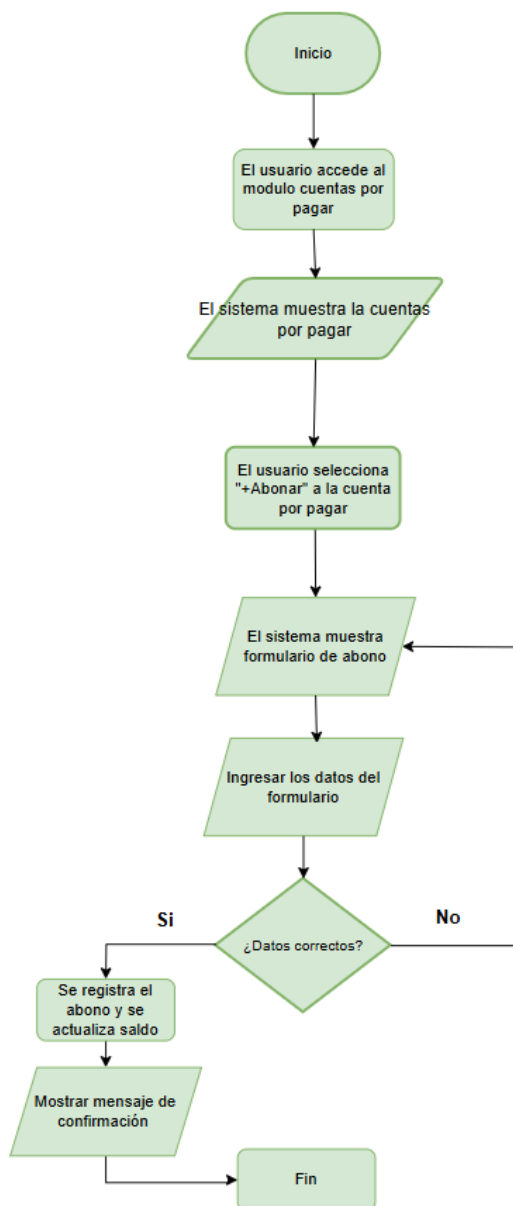 Inicio
El usuario accede al
modulo cuentas por
pagar
El sistema muestra la cuentas
por pagar
El usuario selecciona
"+Abonar" a la cuenta
por pagar
El sistema muestra
formulario de abono
Ingresar los datos del
formulario
Si
No
¿Datos correctos?
Se registra el
abono y se
actualiza saldo
Mostrar mensaje de
confirmación
Fin